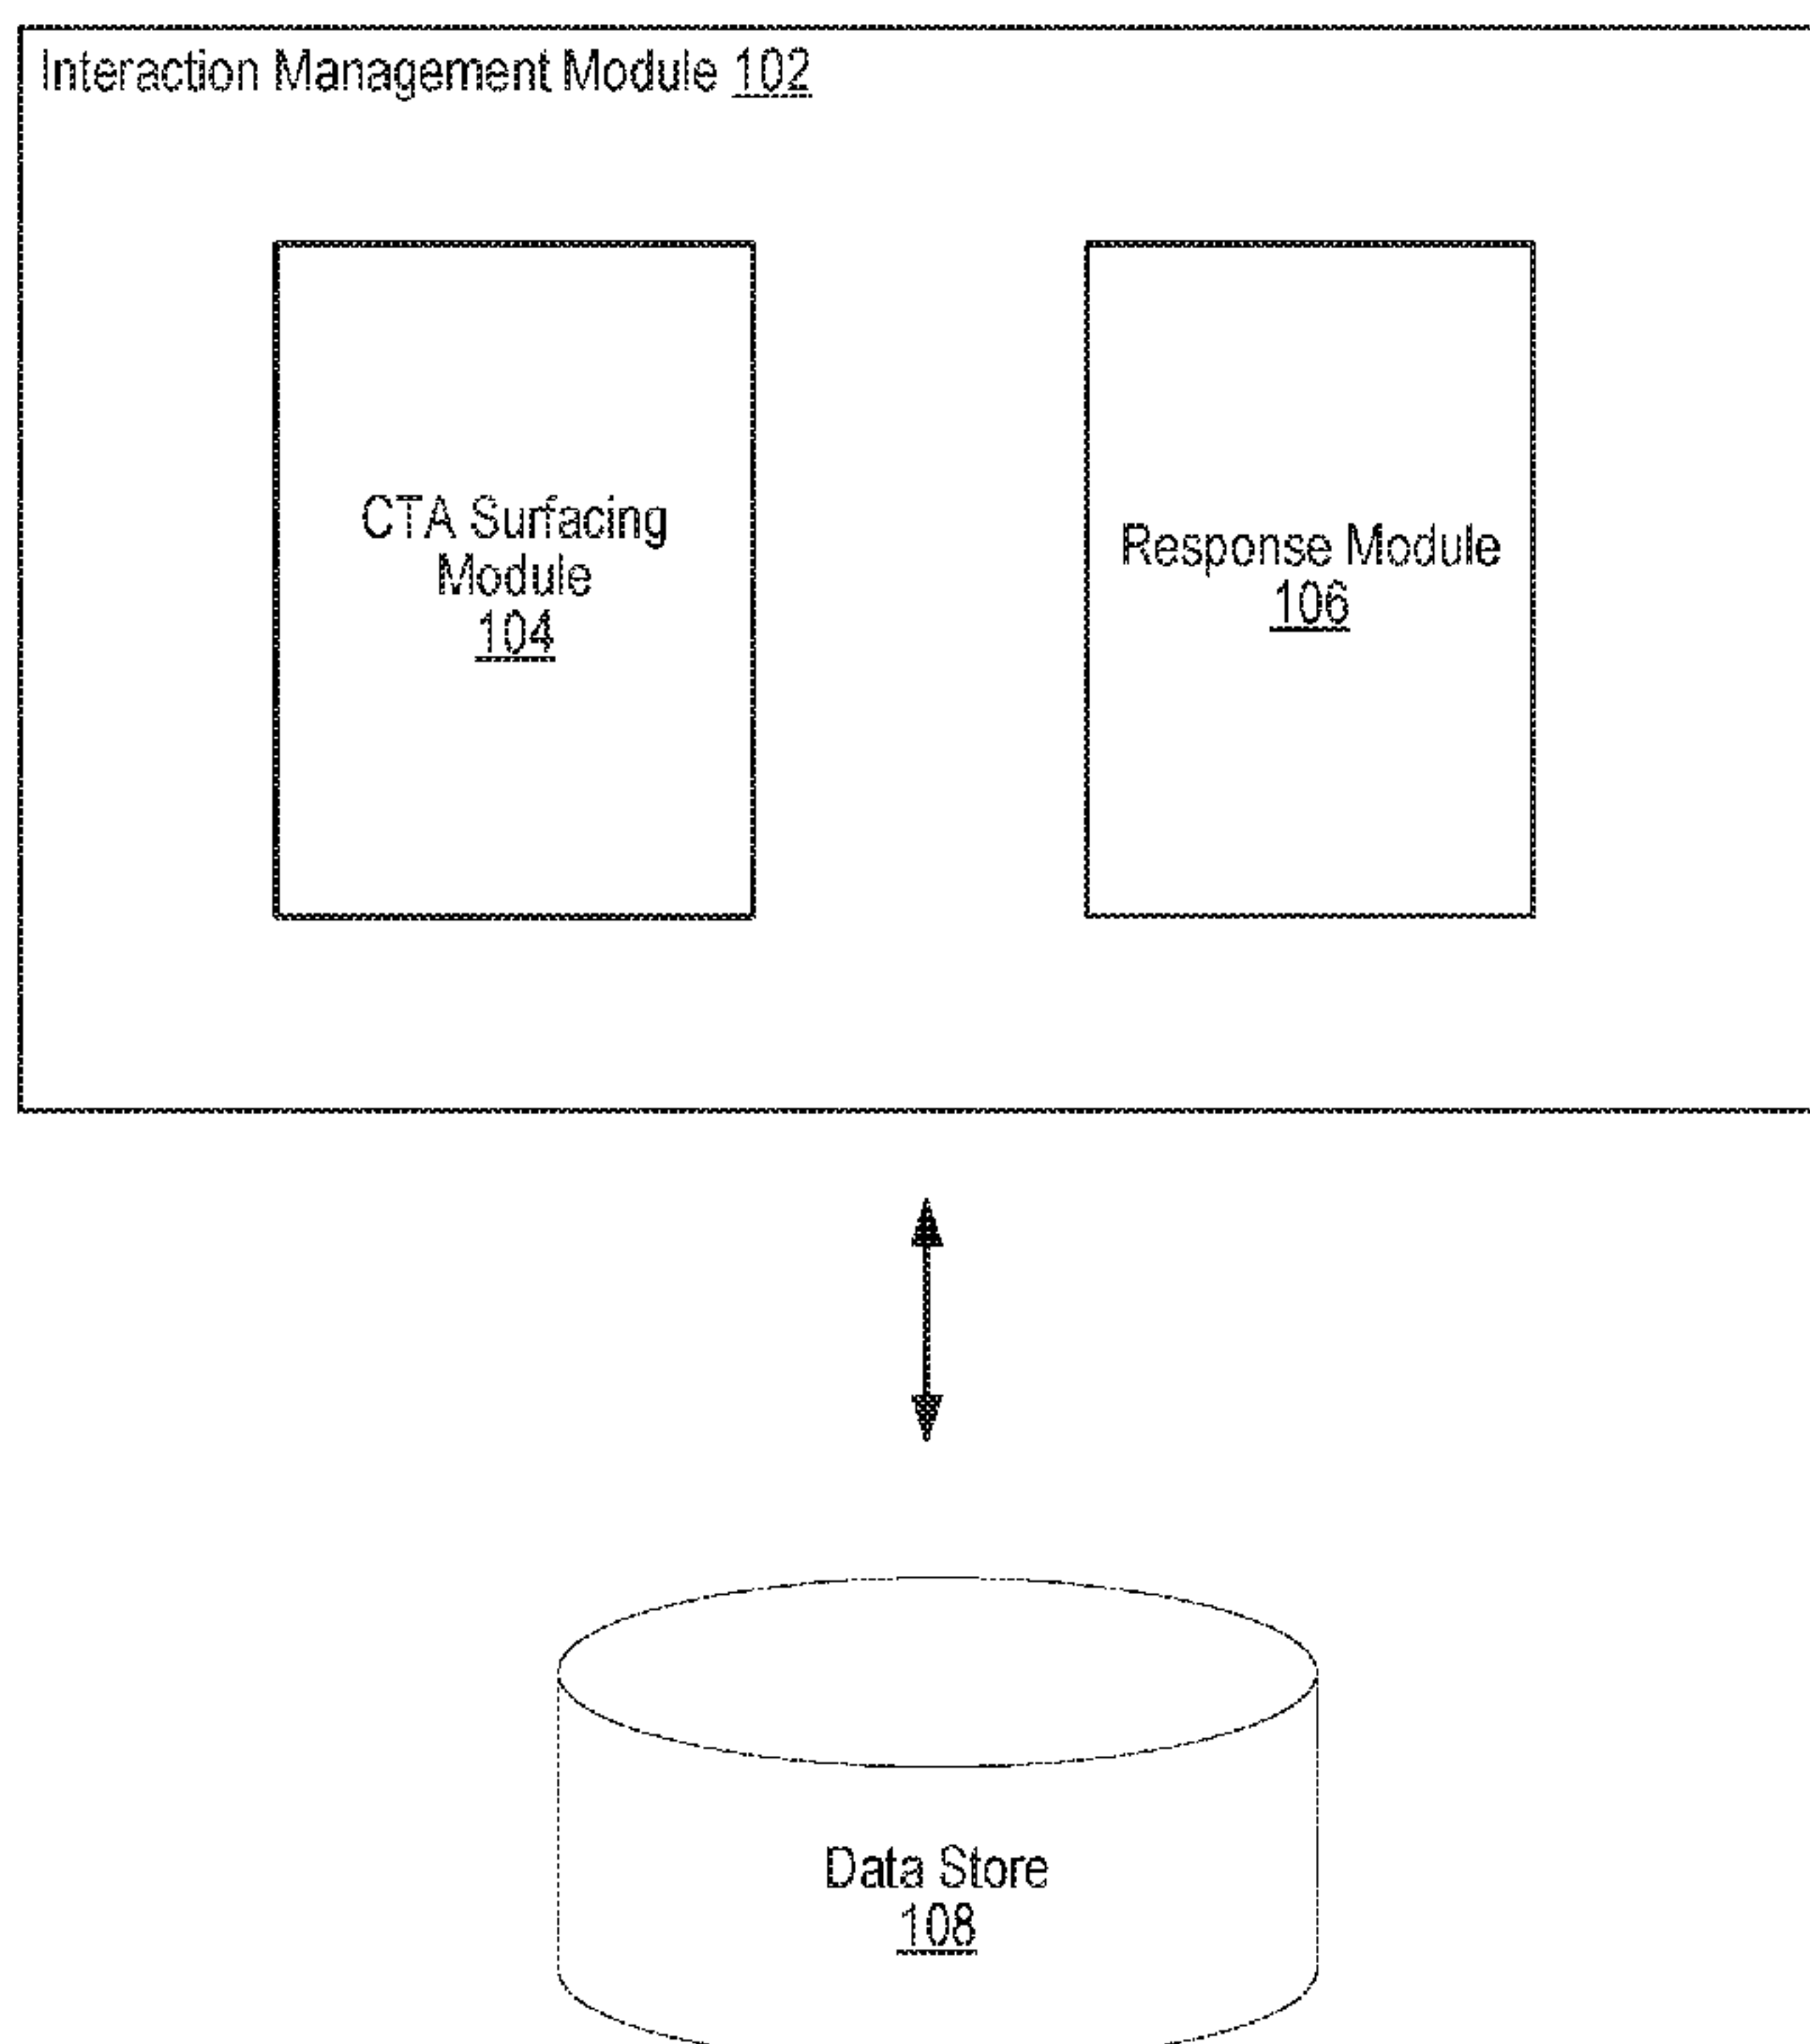 Interaction Management Module 102
CTA Surfacing
Module
104
Response Module
106
Data Store
108